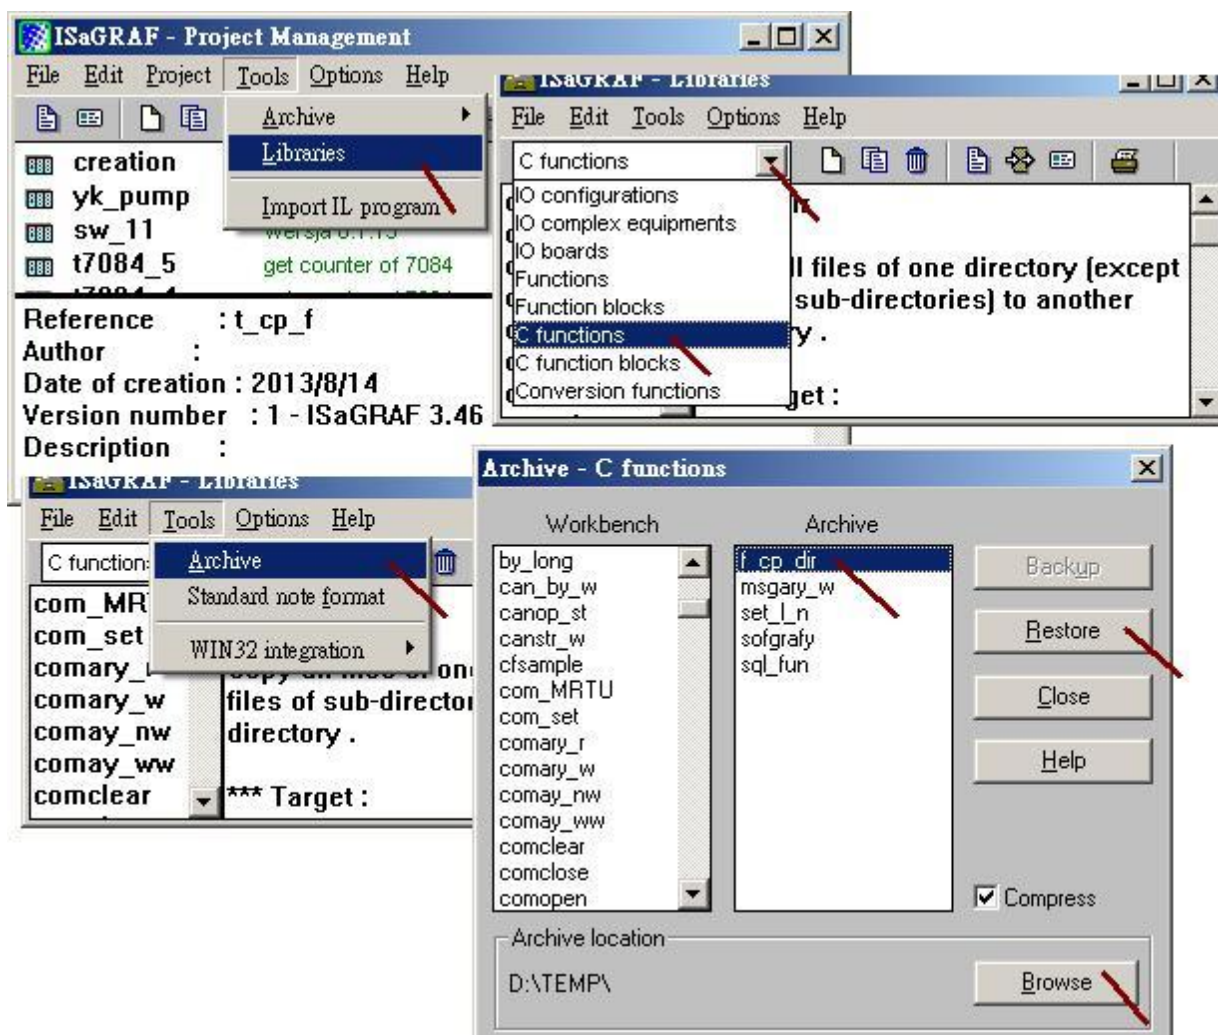 ISaGRAF - Project Management
File Edit Project Tools Options Help
Archive
Libraries
Import IL program
creation
yk_pump
sw_11
t7084_5
get counter of 7084
Reference : t_cp_f
Author :
Date of creation : 2013/8/14
Version number : 1 - ISaGRAF 3.46
Description :
ISaGRAF - Libraries
File Edit Tools Options Help
C functions
IO configurations
IO complex equipments
IO boards
Functions
Function blocks
C functions
C function blocks
Conversion functions
ll files of one directory (except
sub-directories) to another
y .
get :
ISaGRAF - Libraries
File Edit Tools Options Help
C function
Archive
Standard note format
WIN32 integration
com_MR
com_set
comary_
comary_w
comay_nw
comay_ww
comclear
files of sub-director
directory .
*** Target :
Archive - C functions
Workbench
by_long
can_by_w
canop_st
canstr_w
cfsample
com_MRTU
com_set
comary_r
comary_w
comay_nw
comay_ww
comclear
comclose
comopen
Archive
f_cp_dir
msgary_w
set_l_n
sofgrafy
sql_fun
Backup
Restore
Close
Help
Compress
Archive location
D:\TEMP\
Browse